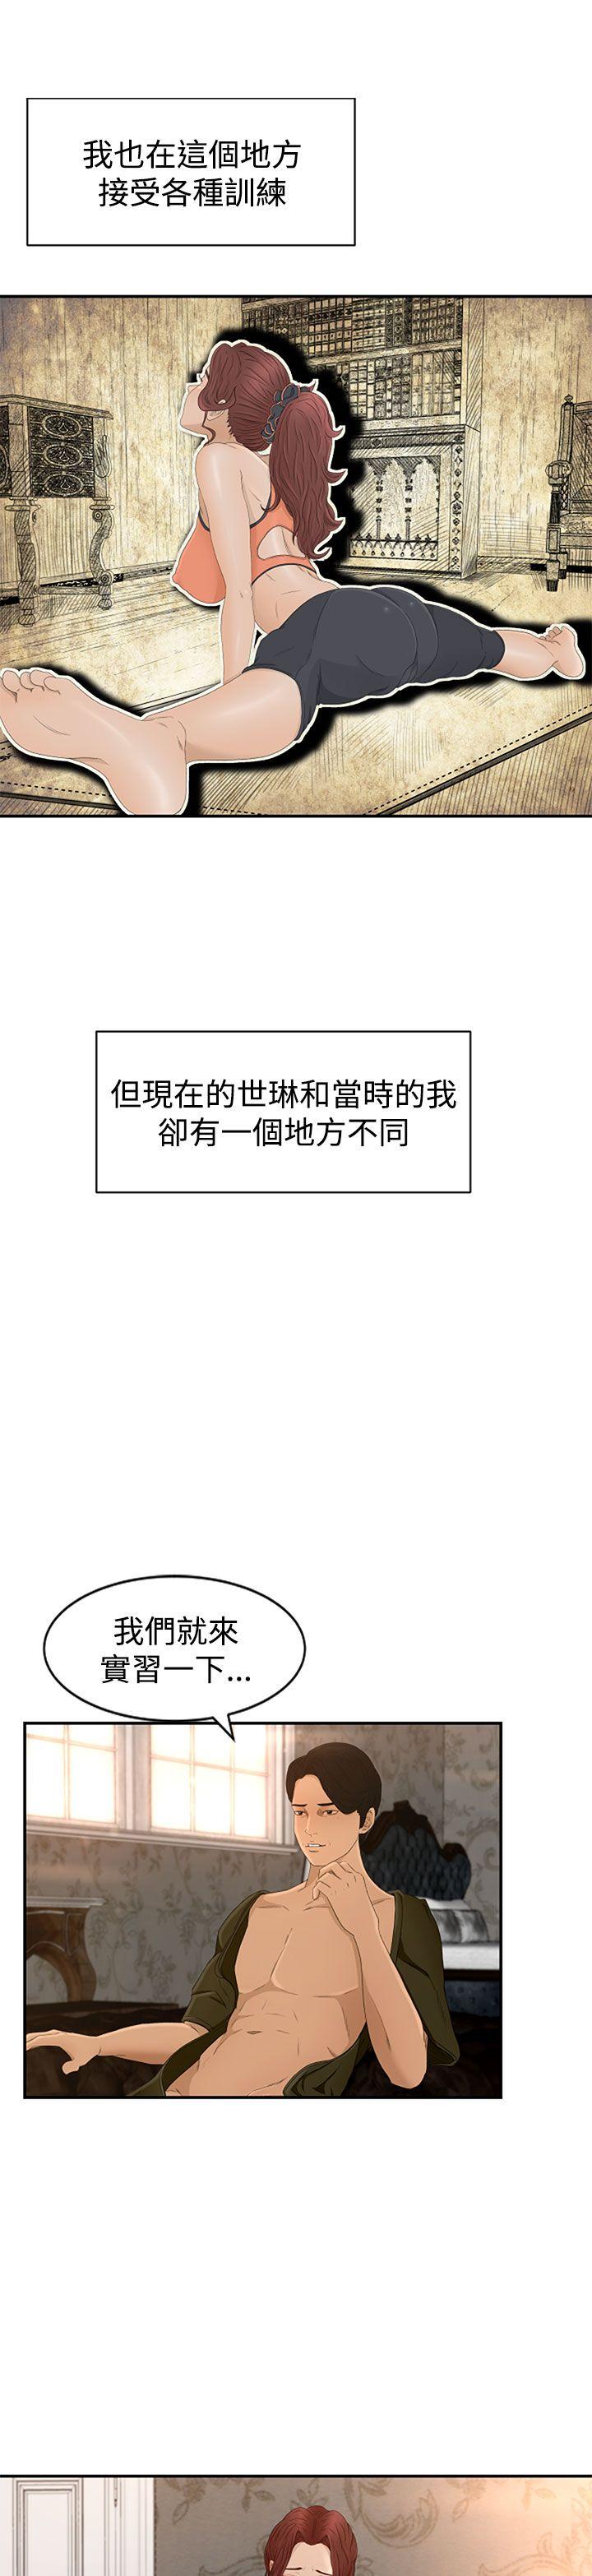 我也在這個地方
接受各種訓練
但現在的世琳和當時的我
卻有一個地方不同
我們就來
實習一下...